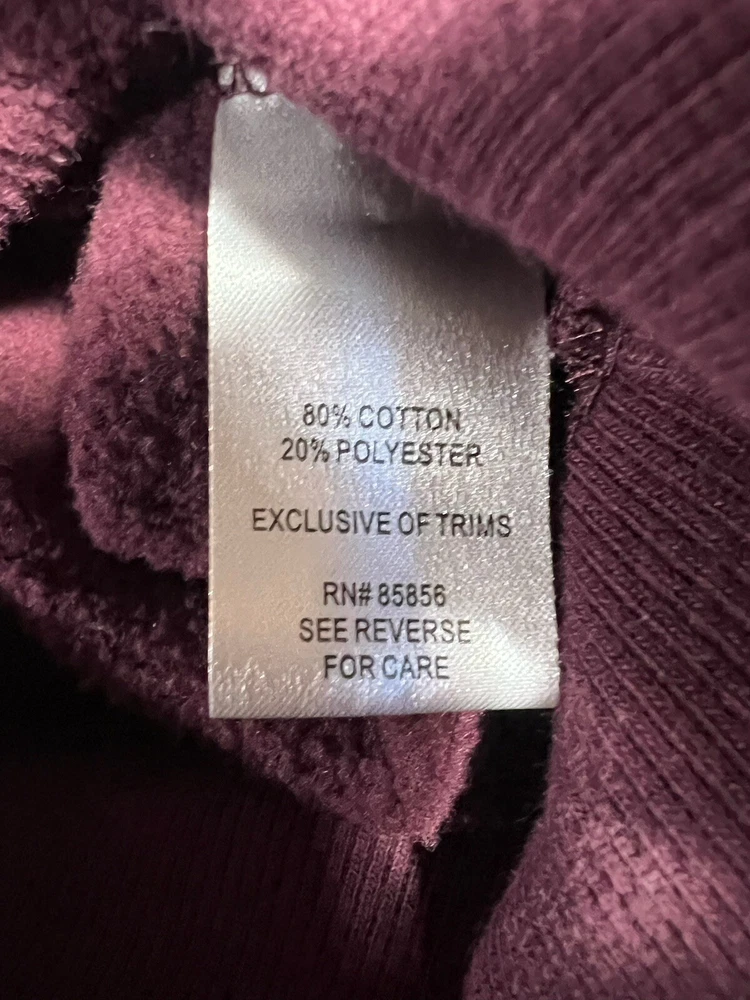 80% COTTON
20% POLYESTER
EXCLUSIVE OF TRIMS
RN# 85856
SEE REVERSE
FOR CARE